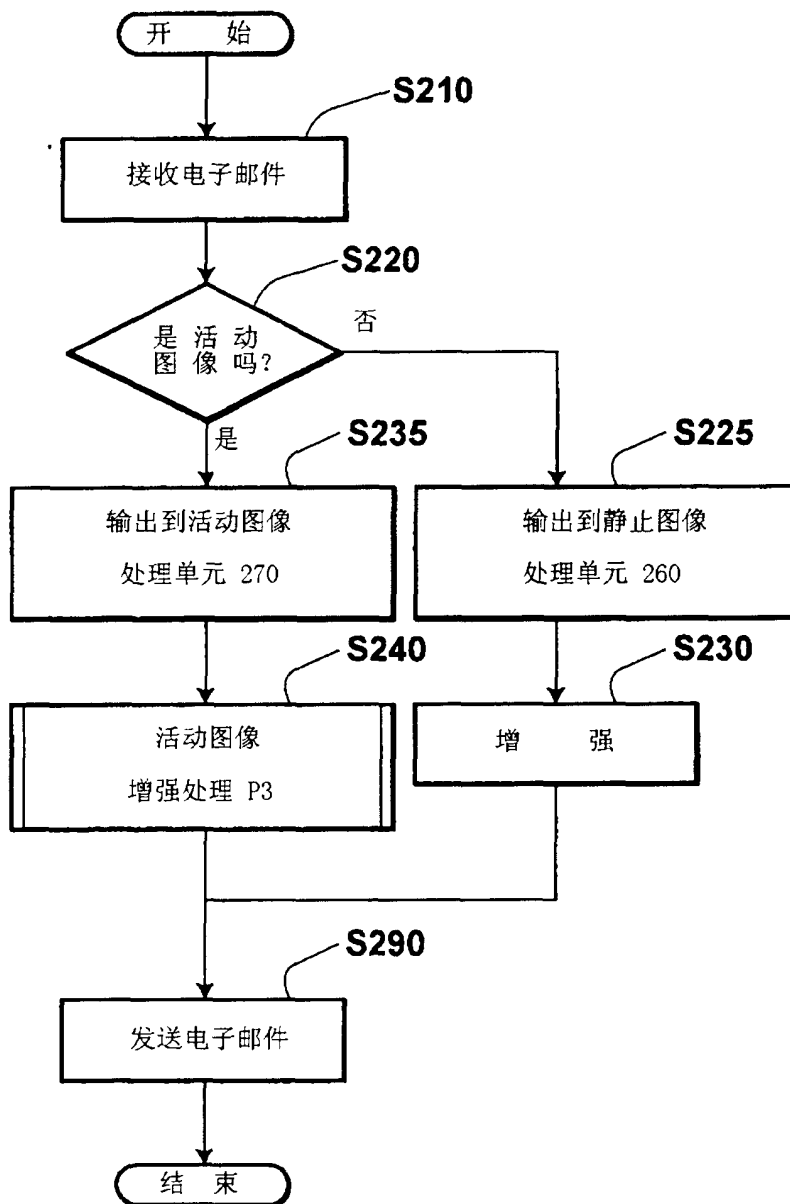 开 始
S210
接收电子邮件
S220
是 活 动
图 像 吗?
否
是
S235
输出到活动图像
处理单元 270
S225
输出到静止图像
处理单元 260
S240
活动图像
增强处理 P3
S230
增 强
S290
发送电子邮件
结 束